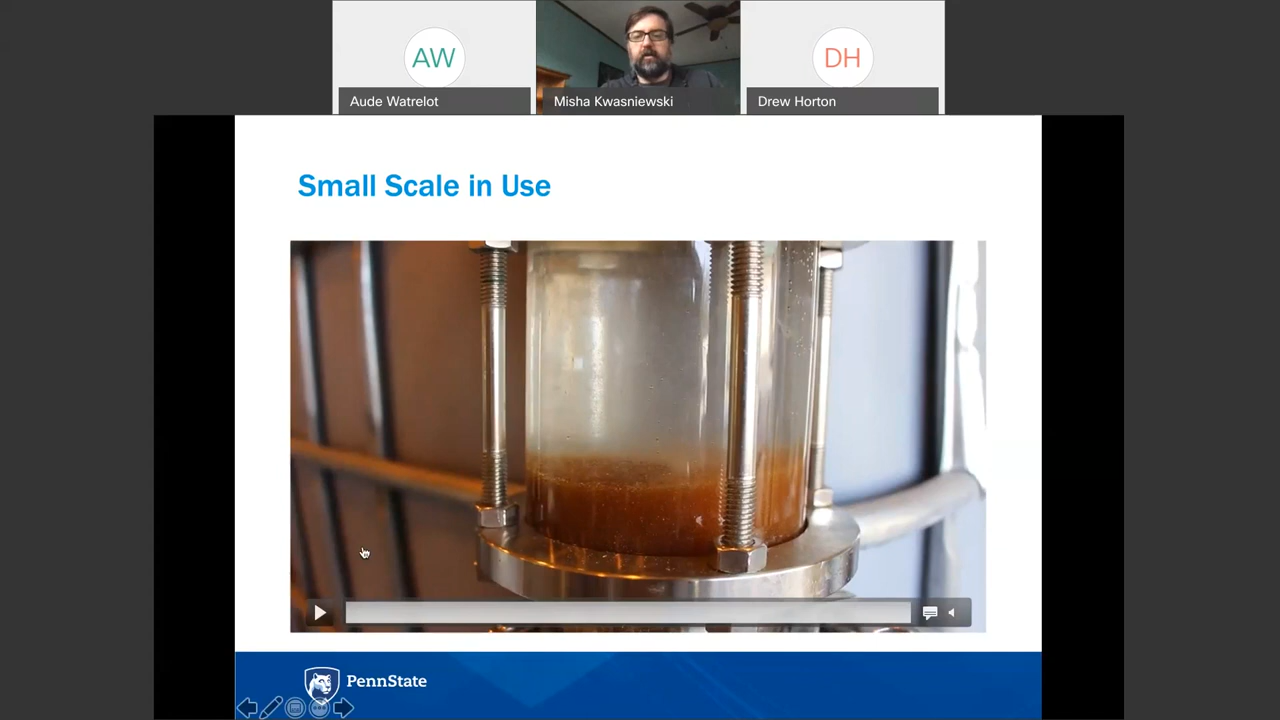 AW
DH
Aude Watrelot
Misha Kwasniewski
Drew Horton
Small Scale in Use
PennState